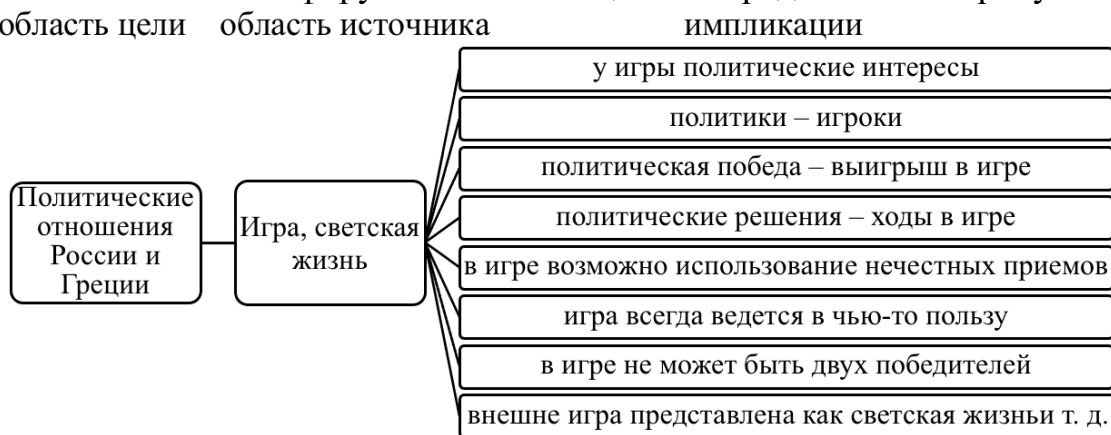 область цели область источника импликации
у игры политические интересы
политики – игроки
политическая победа – выигрыш в игре
политические решения – ходы в игре
в игре возможно использование нечестных приемов
игра всегда ведется в чью-то пользу
в игре не может быть двух победителей
внешне игра представлена как светская жизньи т. д.
Политические
отношения
России и
Греции
Игра, светская
жизнь